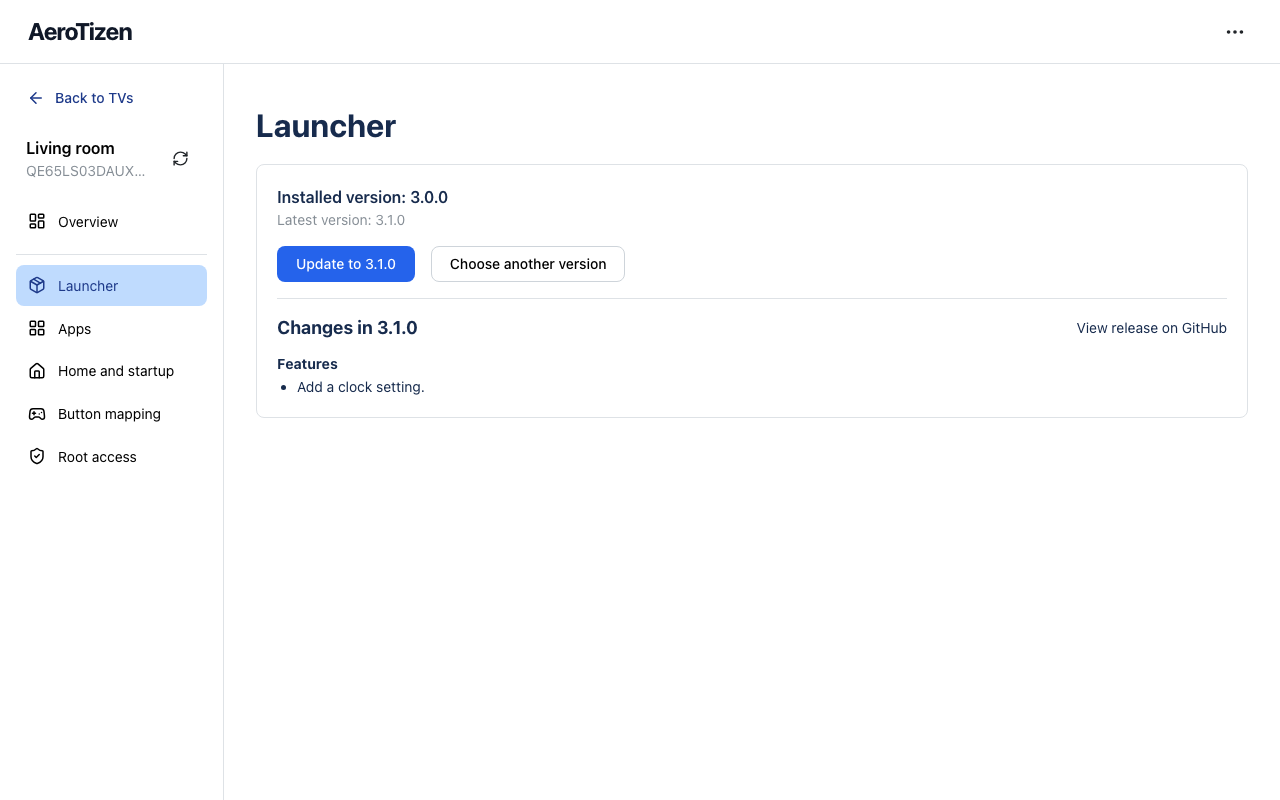 AeroTizen
Back to TVs
Living room
QE65LS03DAUX...
Overview
Launcher
Apps
Home and startup
Button mapping
Root access
Launcher
Installed version: 3.0.0
Latest version: 3.1.0
Update to 3.1.0
Choose another version
Changes in 3.1.0
View release on GitHub
Features
• Add a clock setting.